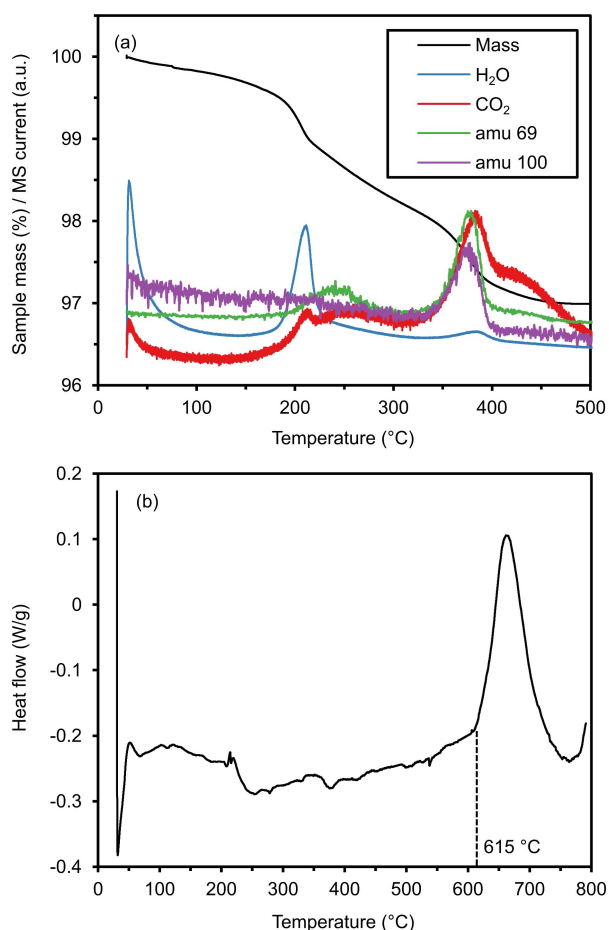 (a)
Sample mass (%) / MS current (a.u.)
100
99
98
97
96
Mass
H₂O
CO₂
amu 69
amu 100
0
100
200
300
400
500
Temperature (°C)
(b)
Heat flow (W/g)
0.2
0.1
0
-0.1
-0.2
-0.3
-0.4
615 °C
0
100
200
300
400
500
600
700
800
Temperature (°C)